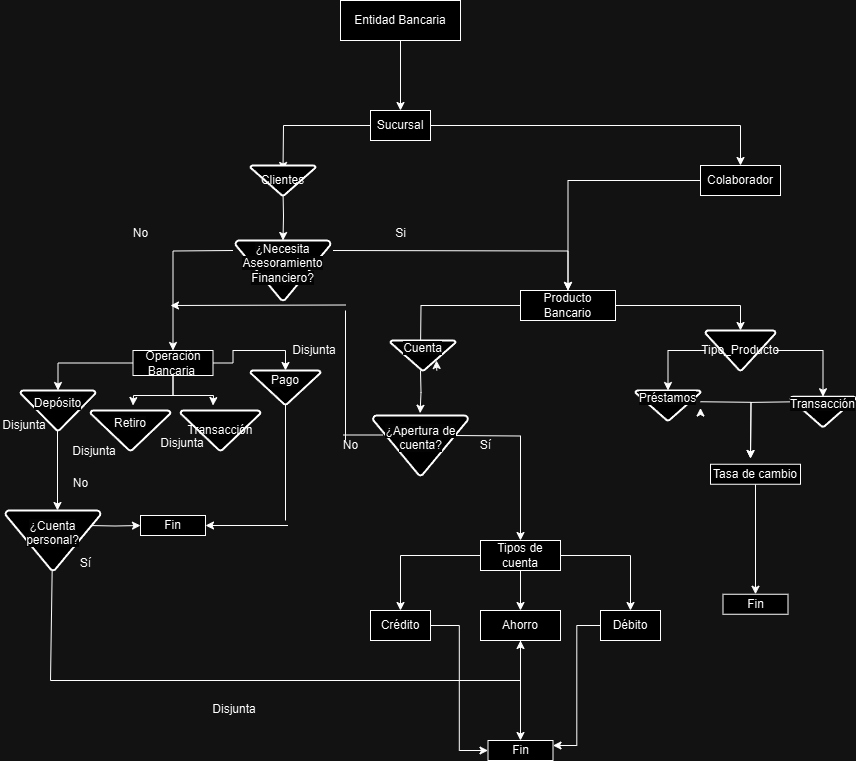 Entidad Bancaria
Sucursal
Clientes
Colaborador
No
Si
¿Necesita
Asesoramiento
Financiero?
Producto
Bancario
Operación
Bancaria
Disjunta
Cuenta
Tipo_Producto
Pago
Depósito
Disjunta
Retiro
Transacción
Disjunta
Disjunta
¿Apertura de
cuenta?
No
Sí
Préstamos
Transacción
Tasa de cambio
No
¿Cuenta
personal?
Sí
Fin
Tipos de
cuenta
Crédito
Ahorro
Débito
Fin
Disjunta
Fin